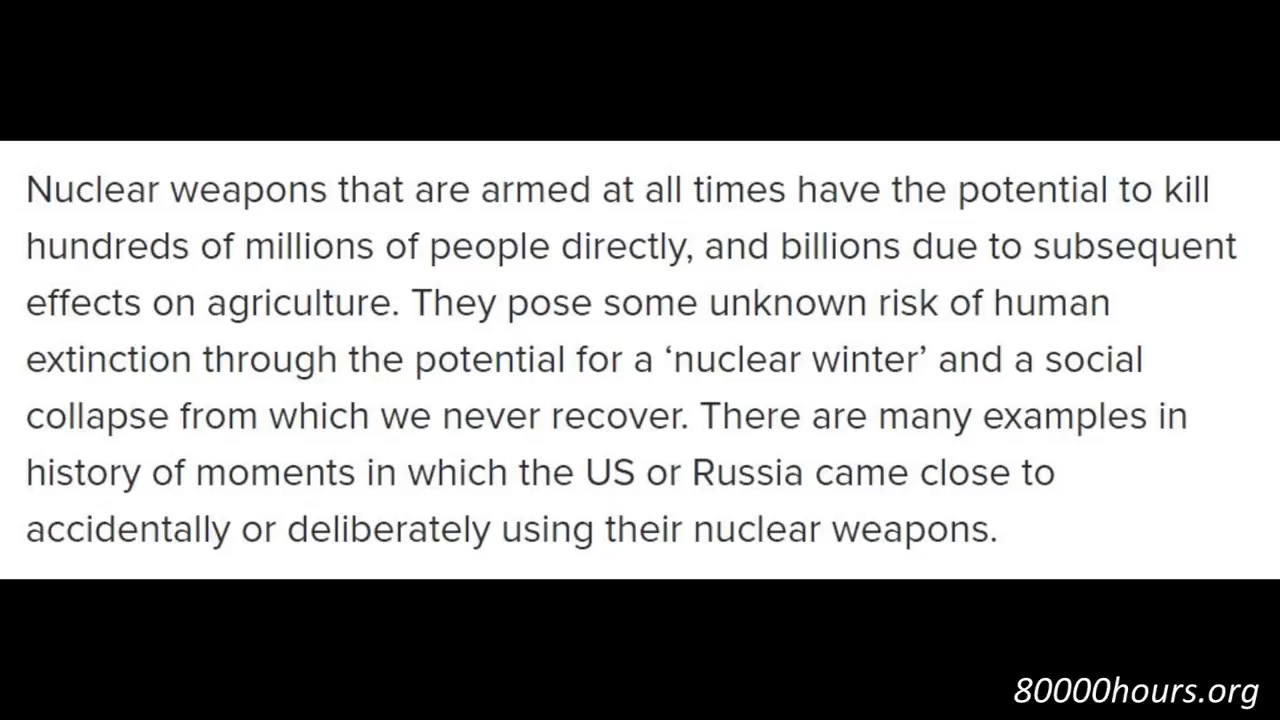 Nuclear weapons that are armed at all times have the potential to kill
hundreds of millions of people directly, and billions due to subsequent
effects on agriculture. They pose some unknown risk of human
extinction through the potential for a ‘nuclear winter’ and a social
collapse from which we never recover. There are many examples in
history of moments in which the US or Russia came close to
accidentally or deliberately using their nuclear weapons.
80000hours.org